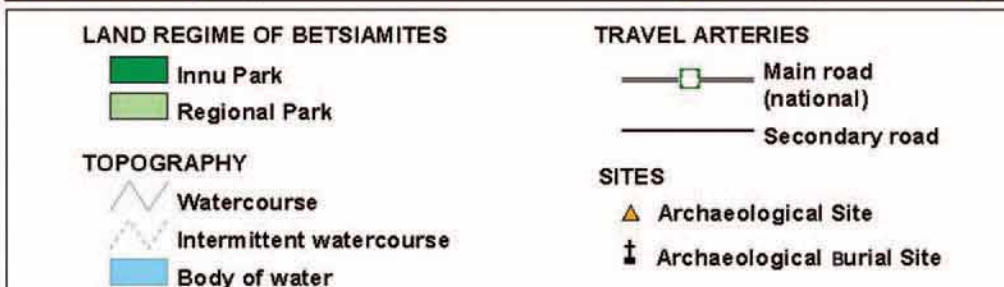 LAND REGIME OF BETSIAMITES
Innu Park
Regional Park
TOPOGRAPHY
Watercourse
Intermittent watercourse
Body of water
TRAVEL ARTERIES
Main road
(national)
Secondary road
SITES
Archaeological Site
Archaeological Burial Site